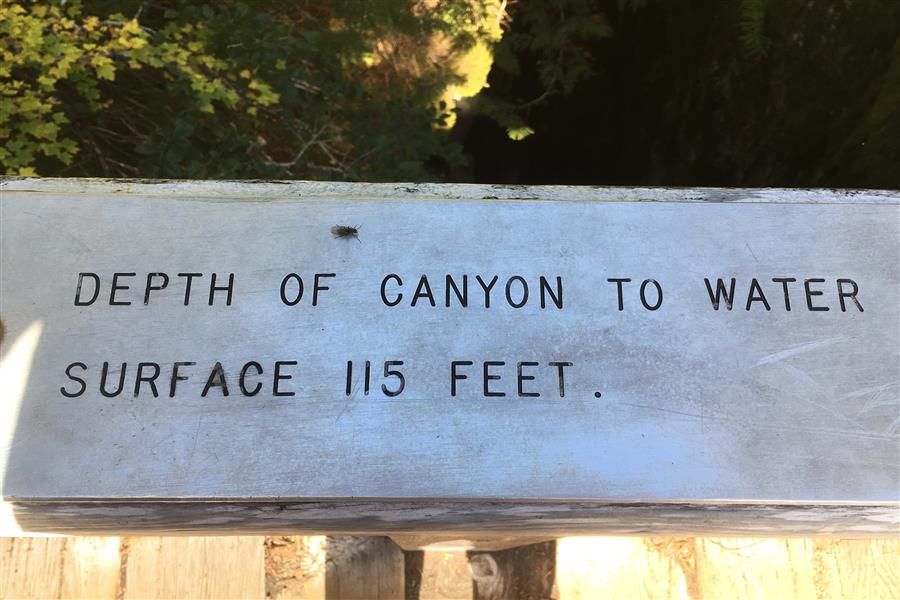 DEPTH OF CANYON TO WATER
SURFACE 115 FEET.